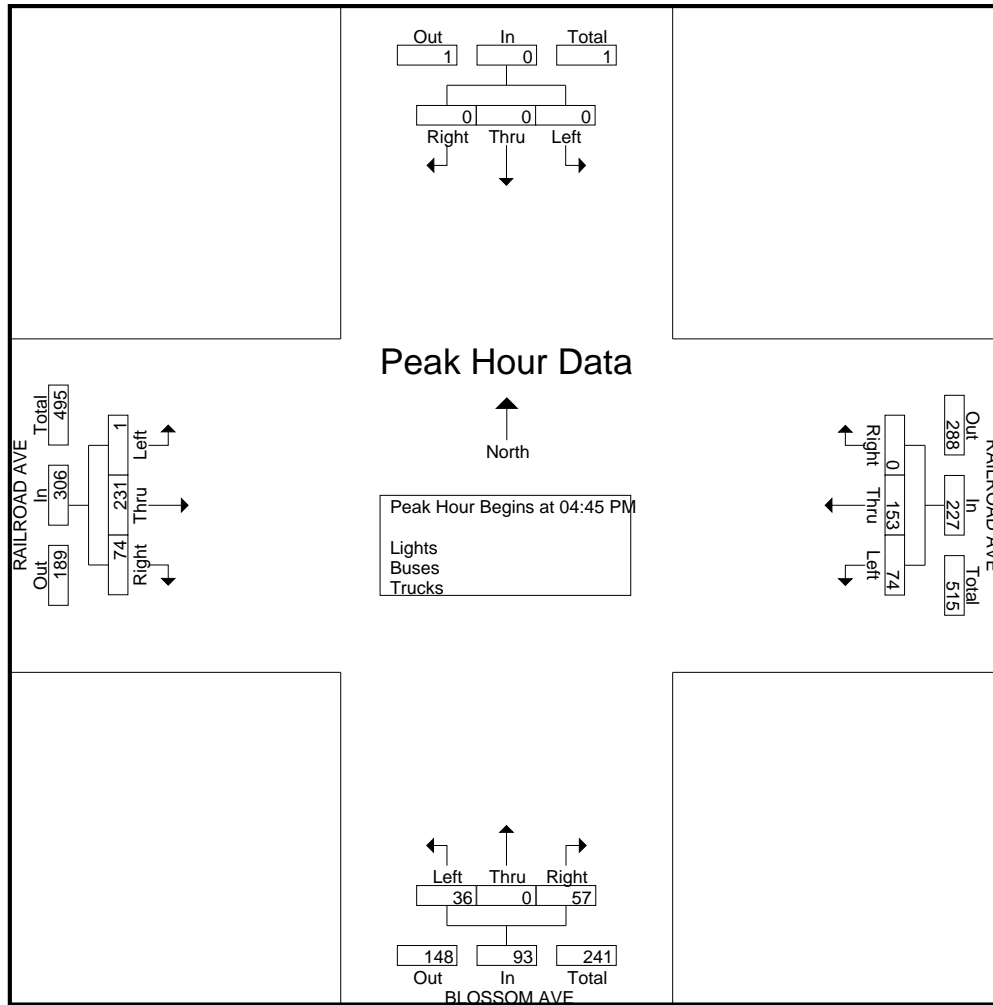 Out In Total
1 0 1
0 0 0
Right Thru Left
Peak Hour Data
North
Peak Hour Begins at 04:45 PM
Lights
Buses
Trucks
RAILROAD AVE
Out In Total
189 306 495
74 231 1
Right Thru Left
RAILROAD AVE
Out In Total
288 227 515
0 153 74
Right Thru Left
Left Thru Right
36 0 57
148 93 241
Out In Total
BLOSSOM AVE